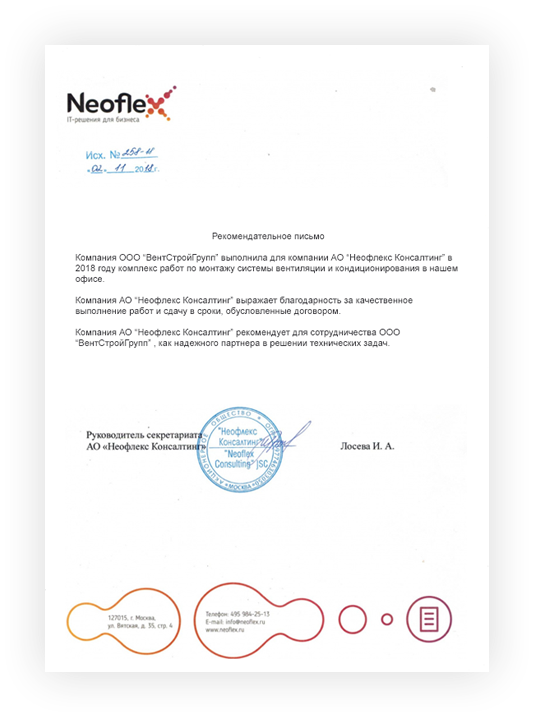 Neoflex
IT-решения для бизнеса
Исх. № 258-н
«02» 11 2018 г.
Рекомендательное письмо
Компания ООО “ВентСтройГрупп” выполнила для компании АО “Неофлекс Консалтинг” в
2018 году комплекс работ по монтажу системы вентиляции и кондиционирования в нашем
офисе.
Компания АО “Неофлекс Консалтинг” выражает благодарность за качественное
выполнение работ и сдачу в сроки, обусловленные договором.
Компания АО “Неофлекс Консалтинг” рекомендует для сотрудничества ООО
“ВентСтройГрупп” , как надежного партнера в решении технических задач.
Руководитель секретариата
АО «Неофлекс Консалтинг»
АКЦИОНЕРНОЕ ОБЩЕСТВО
"Неофлекс
Консалтинг"
"Neoflex
Consulting" JSC
МОСКВА
Лосева И. А.
127015, г. Москва,
ул. Вятская, д. 35, стр. 4
Телефон: 495 984-25-13
E-mail: info@neoflex.ru
www.neoflex.ru